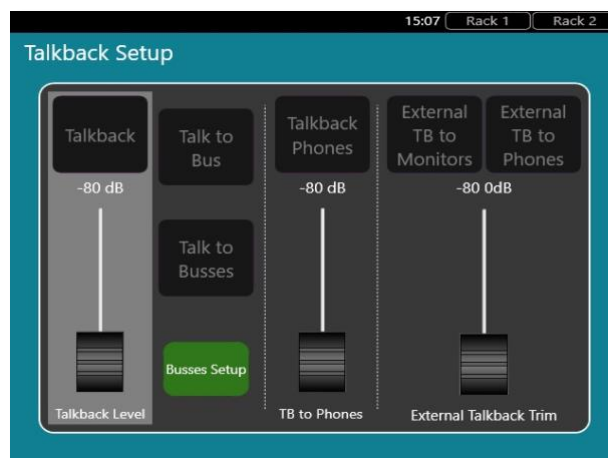 15:07 Rack 1 Rack 2
Talkback Setup
Talkback
-80 dB
Talkback Level
Talk to
Bus
Talk to
Busses
Busses Setup
Talkback
Phones
-80 dB
TB to Phones
External
TB to
Monitors
External
TB to
Phones
-80 0dB
External Talkback Trim